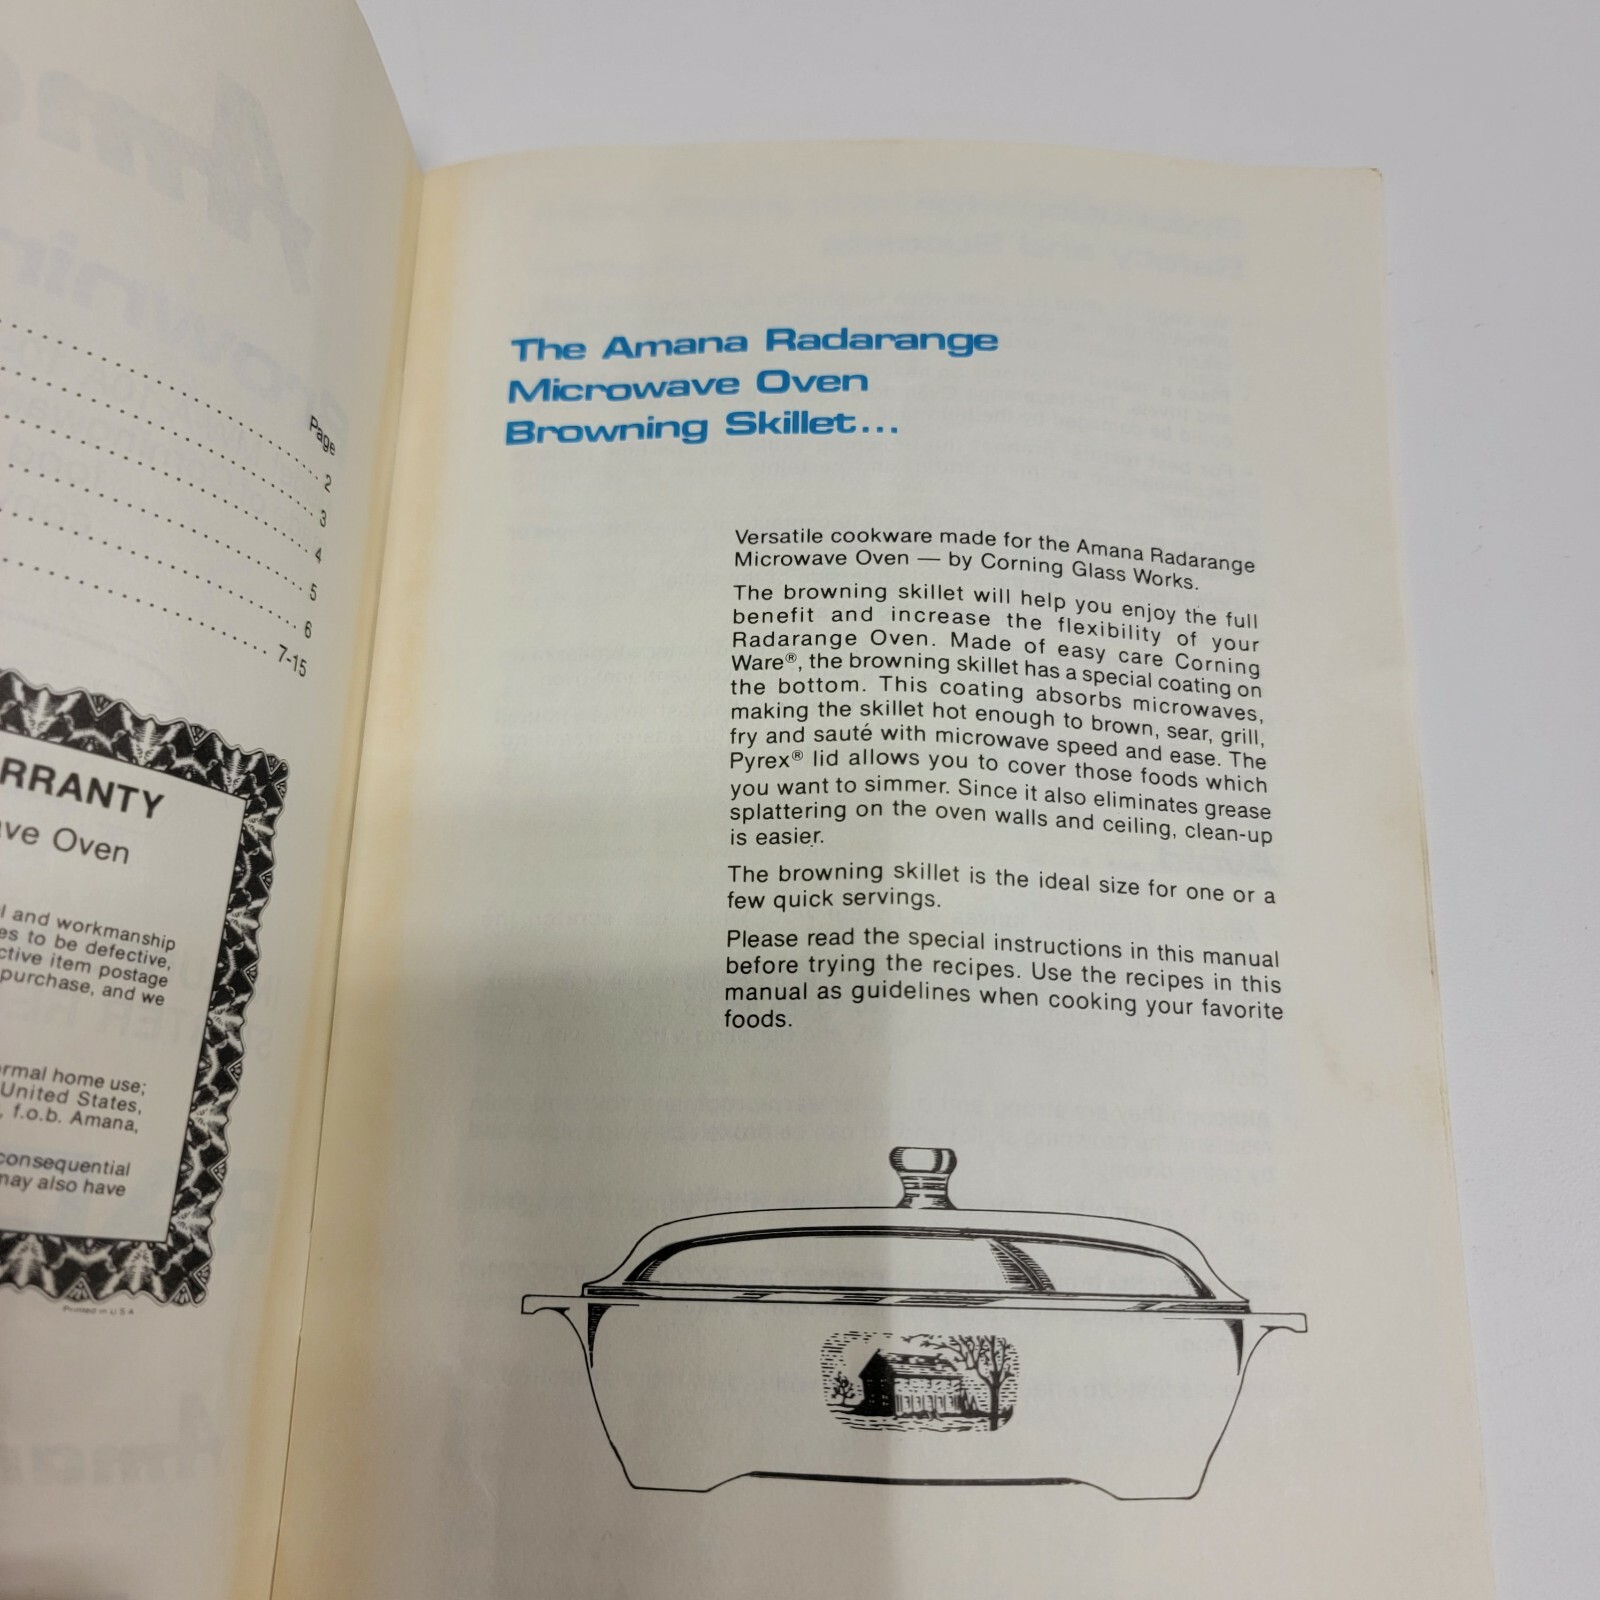 Page
2
3
4
5
6
7-15
RRANTY
ave Oven
l and workmanship
es to be defective,
ctive item postage
purchase, and we
ormal home use;
United States,
, f.o.b. Amana,
consequential
may also have
Printed in U.S.A.
The Amana Radarange
Microwave Oven
Browning Skillet...
Versatile cookware made for the Amana Radarange
Microwave Oven — by Corning Glass Works.
The browning skillet will help you enjoy the full
benefit and increase the flexibility of your
Radarange Oven. Made of easy care Corning
Ware®, the browning skillet has a special coating on
the bottom. This coating absorbs microwaves,
making the skillet hot enough to brown, sear, grill,
fry and sauté with microwave speed and ease. The
Pyrex® lid allows you to cover those foods which
you want to simmer. Since it also eliminates grease
splattering on the oven walls and ceiling, clean-up
is easier.
The browning skillet is the ideal size for one or a
few quick servings.
Please read the special instructions in this manual
before trying the recipes. Use the recipes in this
manual as guidelines when cooking your favorite
foods.